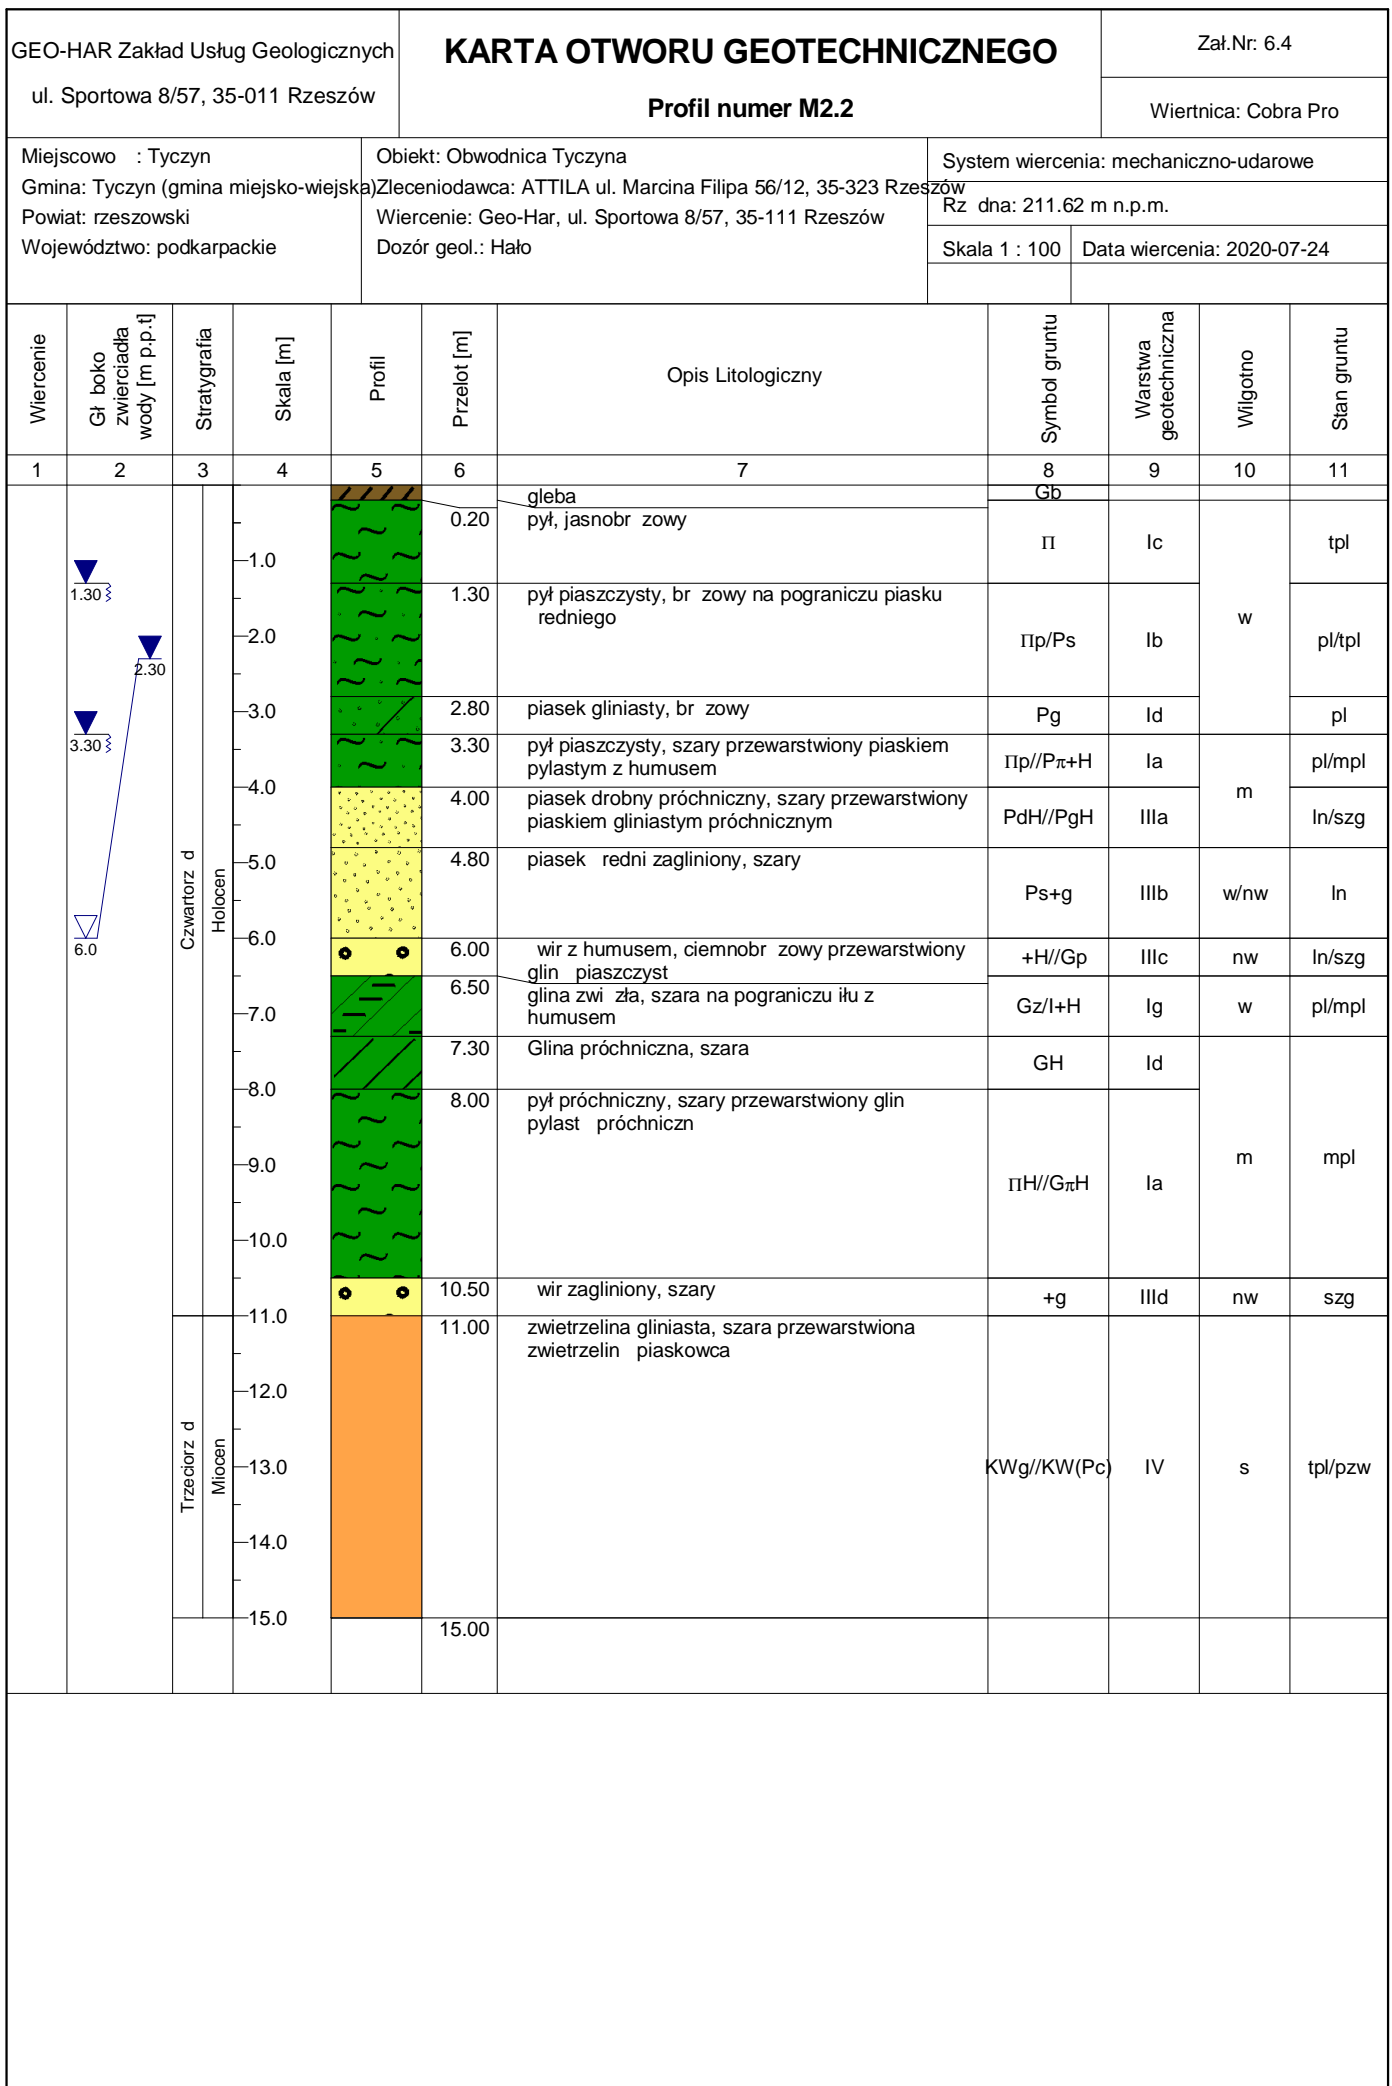 GEO-HAR Zakład Usług Geologicznych
ul. Sportowa 8/57, 35-011 Rzeszów
KARTA OTWORU GEOTECHNICZNEGO
Profil numer M2.2
Zał.Nr: 6.4
Wiertnica: Cobra Pro
Miejscowo : Tyczyn
Gmina: Tyczyn (gmina miejsko-wiejska)
Powiat: rzeszowski
Województwo: podkarpackie
Obiekt: Obwodnica Tyczyna
Zleceniodawca: ATTILA ul. Marcina Filipa 56/12, 35-323 Rzeszów
Wiercenie: Geo-Har, ul. Sportowa 8/57, 35-111 Rzeszów
Dozór geol.: Hało
System wiercenia: mechaniczno-udarowe
Rz dna: 211.62 m n.p.m.
Skala 1 : 100 Data wiercenia: 2020-07-24
Wiercenie
Gł boko
zwierciadła
wody [m p.p.t]
Stratygrafia
Skala [m]
Profil
Przelot [m]
Opis Litologiczny
Symbol gruntu
Warstwa
geotechniczna
Wilgotno
Stan gruntu
1 2 3 4 5 6 7 8 9 10 11
gleba Gb
0.20 pył, jasnobr zowy Π Ic tpl
1.0
1.30
1.30 pył piaszczysty, br zowy na pograniczu piasku
redniego
w
2.0
Πp/Ps Ib pl/tpl
2.30
2.80 piasek gliniasty, br zowy Pg Id pl
3.0
3.30
3.30 pył piaszczysty, szary przewarstwiony piaskiem
pylastym z humusem
Πp//Pπ+H Ia pl/mpl
4.0
m
4.00 piasek drobny próchniczny, szary przewarstwiony
piaskiem gliniastym próchnicznym
PdH//PgH IIIa ln/szg
4.80 piasek redni zagliniony, szary
5.0
Ps+g IIIb w/nw ln
Czwartorz d
Holocen
6.0
6.0
6.00 wir z humusem, ciemnobr zowy przewarstwiony
glin piaszczyst
+H//Gp IIIc nw ln/szg
6.50 glina zwi zła, szara na pograniczu iłu z
humusem
Gz/I+H Ig w pl/mpl
7.0
7.30 Glina próchniczna, szara
GH Id
8.0
8.00 pył próchniczny, szary przewarstwiony glin
pylast próchniczn
9.0
m mpl
ΠH//GπH Ia
10.0
10.50 wir zagliniony, szary +g IIId nw szg
11.0
11.00 zwietrzelina gliniasta, szara przewarstwiona
zwietrzelin piaskowca
12.0
Trzeciorz d
Miocen
13.0
KWg//KW(Pc) IV s tpl/pzw
14.0
15.0
15.00